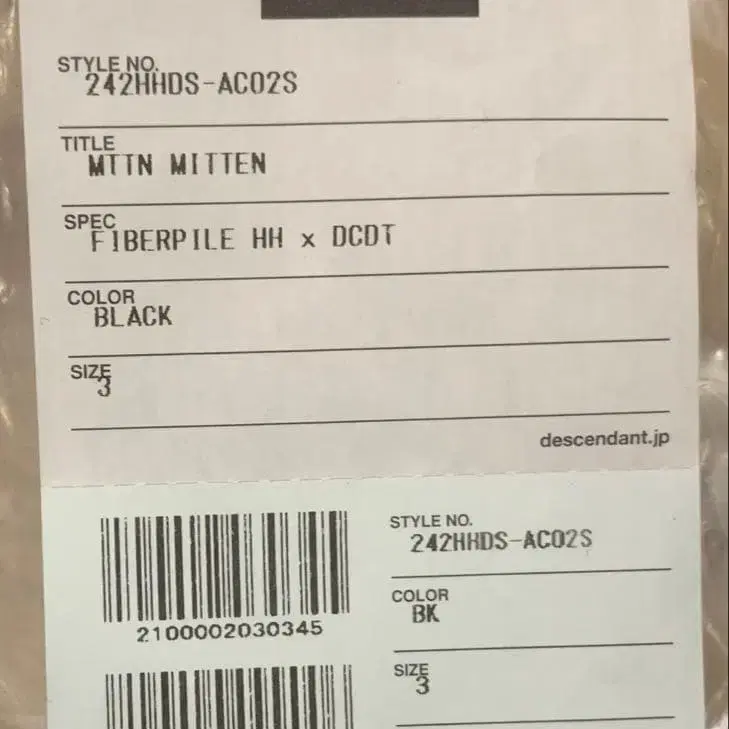 STYLE NO.
242HHDS-AC02S
TITLE
MTTN MITTEN
SPEC
FIBERPILE HH x DCDT
COLOR
BLACK
SIZE
3
descendant.jp
STYLE NO.
242HHDS-AC02S
COLOR
BK
SIZE
3
2100002030345